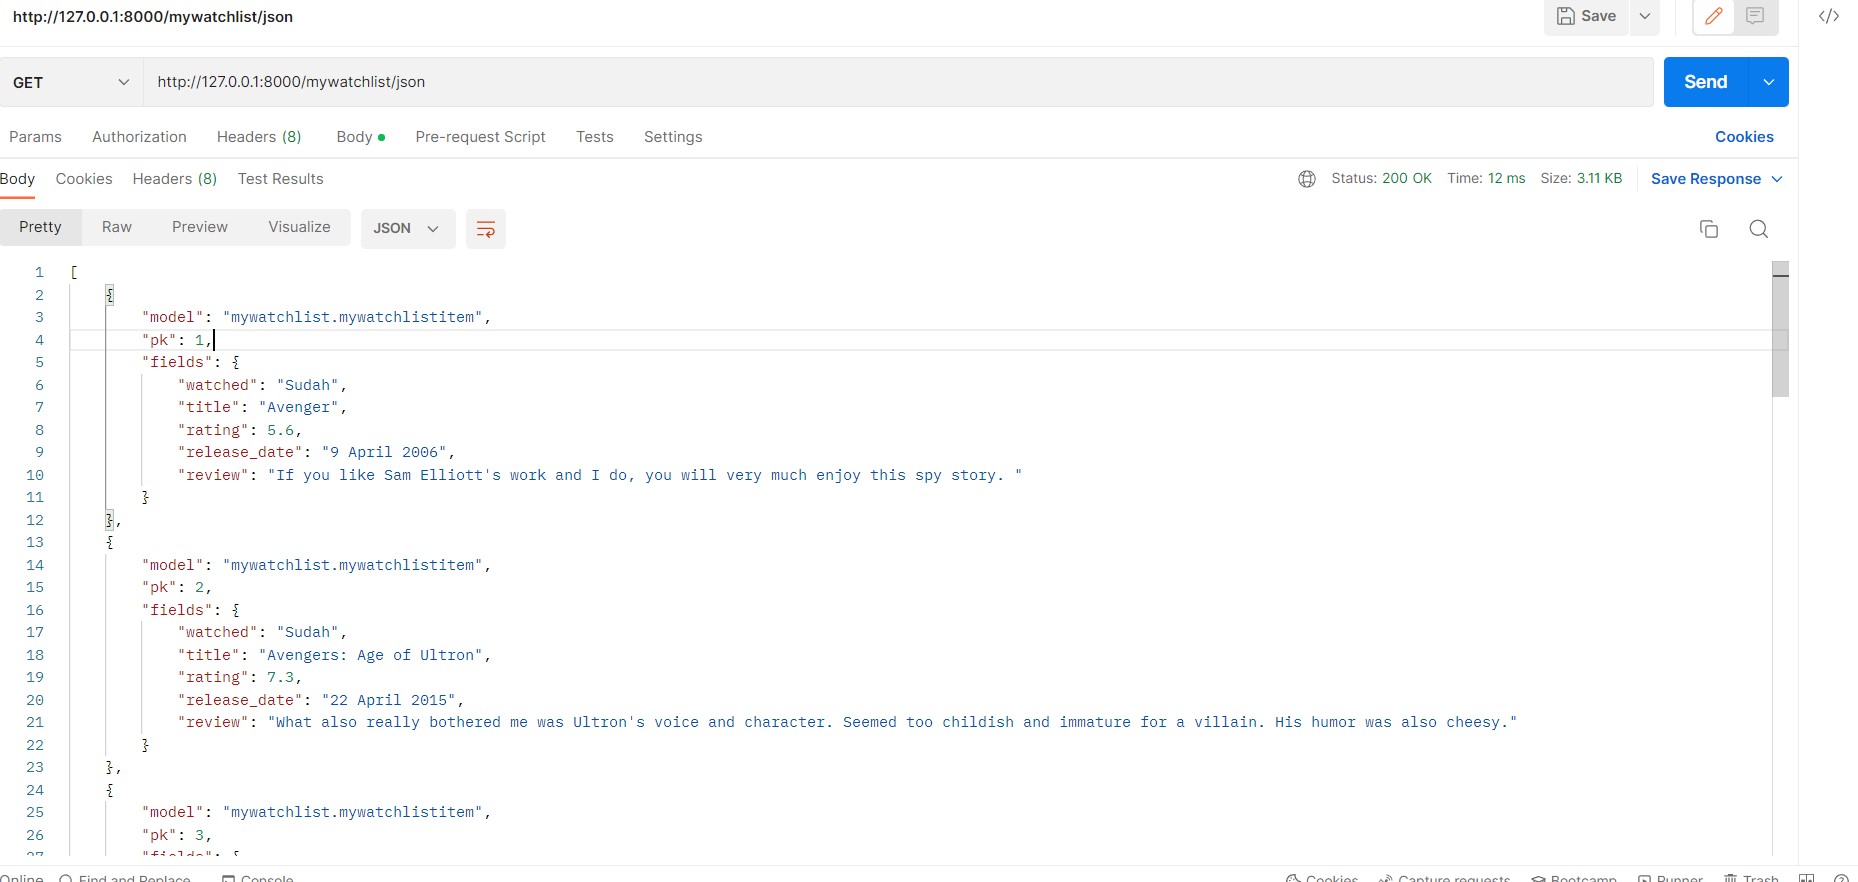 http://127.0.0.1:8000/mywatchlist/json Save </>
GET http://127.0.0.1:8000/mywatchlist/json Send
Params Authorization Headers (8) Body Pre-request Script Tests Settings Cookies
Body Cookies Headers (8) Test Results Status: 200 OK Time: 12 ms Size: 3.11 KB Save Response
Pretty Raw Preview Visualize JSON
1 [
2 {
3 "model": "mywatchlist.mywatchlistitem",
4 "pk": 1,
5 "fields": {
6 "watched": "Sudah",
7 "title": "Avenger",
8 "rating": 5.6,
9 "release_date": "9 April 2006",
10 "review": "If you like Sam Elliott's work and I do, you will very much enjoy this spy story. "
11 }
12 },
13 {
14 "model": "mywatchlist.mywatchlistitem",
15 "pk": 2,
16 "fields": {
17 "watched": "Sudah",
18 "title": "Avengers: Age of Ultron",
19 "rating": 7.3,
20 "release_date": "22 April 2015",
21 "review": "What also really bothered me was Ultron's voice and character. Seemed too childish and immature for a villain. His humor was also cheesy."
22 }
23 },
24 {
25 "model": "mywatchlist.mywatchlistitem",
26 "pk": 3,
27 "fields": {
Online Find and Replace Console Cookies Capture requests Bootcamp Runner Trash